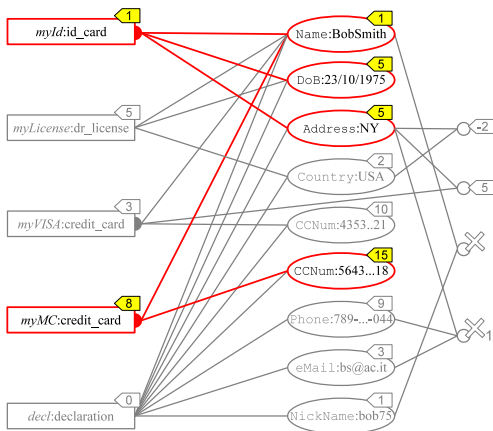 1
myId:id_card
1
Name:BobSmith
5
DoB:23/10/1975
5
myLicense:dr_license
5
Address:NY
-2
2
Country:USA
5
3
myVISA:credit_card
10
CCNum:4353..21
15
CCNum:5643...18
8
myMC:credit_card
9
Phone:789-...-044
1
3
eMail:bs@ac.it
0
decl:declaration
1
NickName:bob75